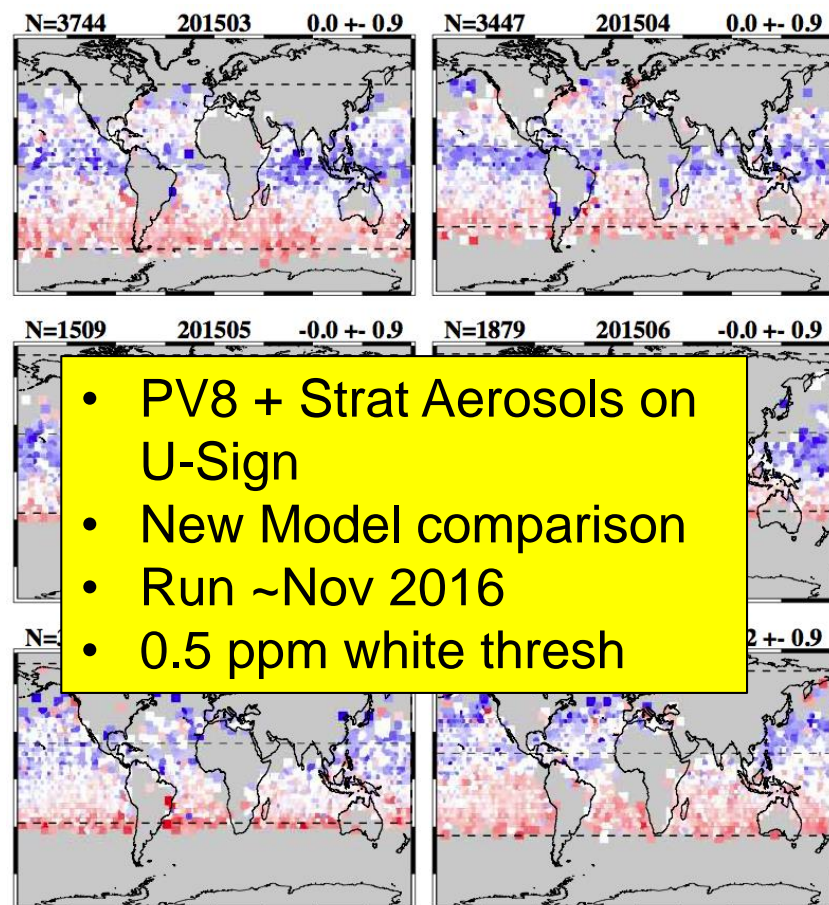 N=3744 201503 0.0 +- 0.9
N=3447 201504 0.0 +- 0.9
N=1509 201505 -0.0 +- 0.9
N=1879 201506 -0.0 +- 0.9
• PV8 + Strat Aerosols on
U-Sign
• New Model comparison
• Run ~Nov 2016
• 0.5 ppm white thresh
+- 0.9